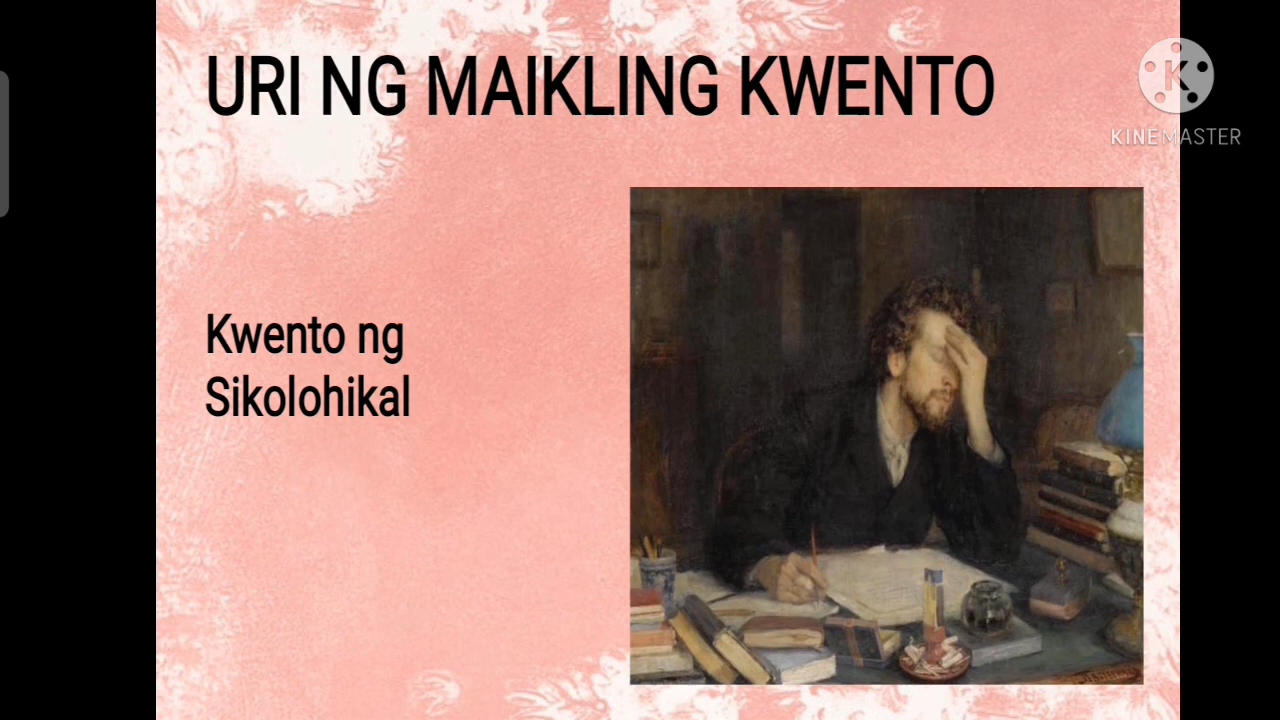 URI NG MAIKLING KWENTO
K
KINEMASTER
Kwento ng
Sikolohikal